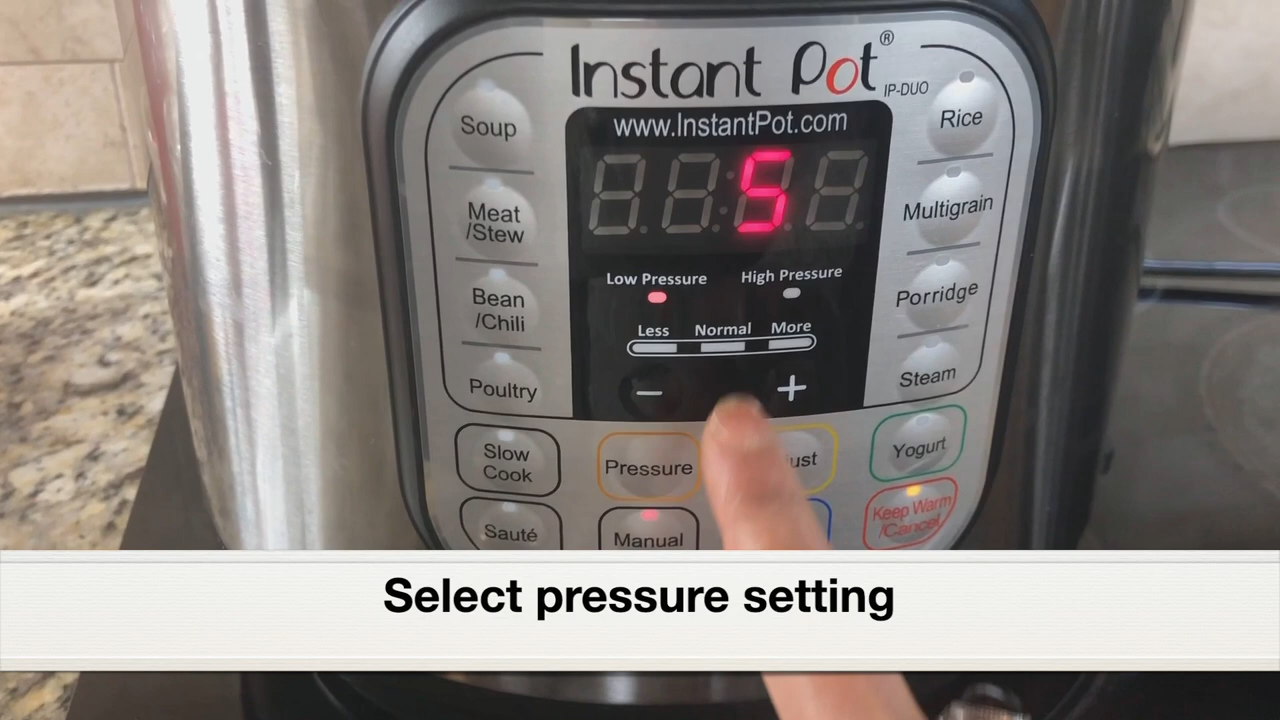 Instant Pot®
IP-DUO
www.InstantPot.com
5
Low Pressure High Pressure
Less Normal More
− +
Soup
Meat
/Stew
Bean
/Chili
Poultry
Rice
Multigrain
Porridge
Steam
Slow
Cook
Pressure
ust
Yogurt
Sauté
Manual
Keep Warm
/Cancel
Select pressure setting